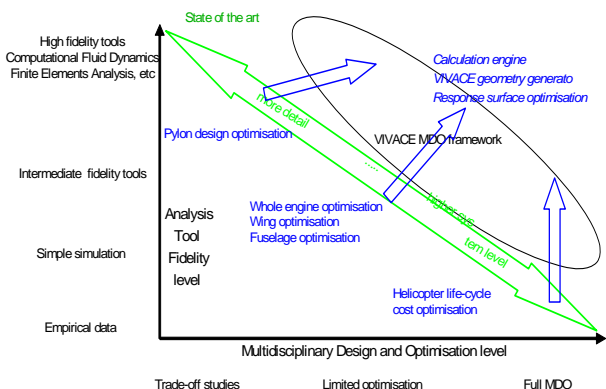 State of the art
High fidelity tools
Computational Fluid Dynamics
Finite Elements Analysis, etc
Calculation engine
VIVACE geometry generato
Response surface optimisation
more detail
Pylon design optimisation
VIVACE MDO framework
.....
Intermediate fidelity tools
Whole engine optimisation
Wing optimisation
Fuselage optimisation
Analysis
Tool
Fidelity
level
higher sys
tem level
Simple simulation
Helicopter life-cycle
cost optimisation
Empirical data
Multidisciplinary Design and Optimisation level
Trade-off studies
Limited optimisation
Full MDO